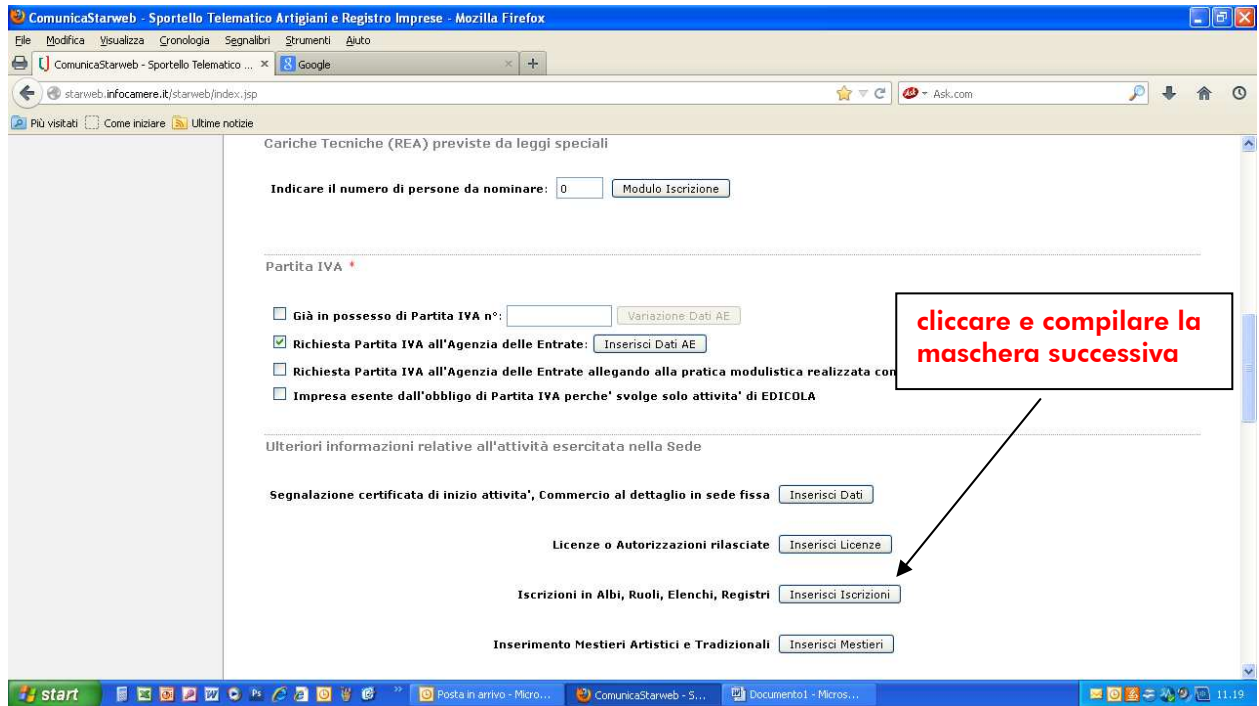 ComunicaStarweb - Sportello Telematico Artigiani e Registro Imprese - Mozilla Firefox
File Modifica Visualizza Cronologia Segnalibri Strumenti Aiuto
ComunicaStarweb - Sportello Telematico ... Google
starweb.infocamere.it/starweb/index.jsp Ask.com
Più visitati Come iniziare Ultime notizie
Cariche Tecniche (REA) previste da leggi speciali
Indicare il numero di persone da nominare: 0 Modulo Iscrizione
Partita IVA *
Già in possesso di Partita IVA n°: Variazione Dati AE
Richiesta Partita IVA all'Agenzia delle Entrate: Inserisci Dati AE
Richiesta Partita IVA all'Agenzia delle Entrate allegando alla pratica modulistica realizzata con
Impresa esente dall'obbligo di Partita IVA perche' svolge solo attivita' di EDICOLA
cliccare e compilare la
maschera successiva
Ulteriori informazioni relative all'attività esercitata nella Sede
Segnalazione certificata di inizio attivita', Commercio al dettaglio in sede fissa Inserisci Dati
Licenze o Autorizzazioni rilasciate Inserisci Licenze
Iscrizioni in Albi, Ruoli, Elenchi, Registri Inserisci Iscrizioni
Inserimento Mestieri Artistici e Tradizionali Inserisci Mestieri
start Posta in arrivo - Micro... ComunicaStarweb - S... Documento1 - Micros... 11.19